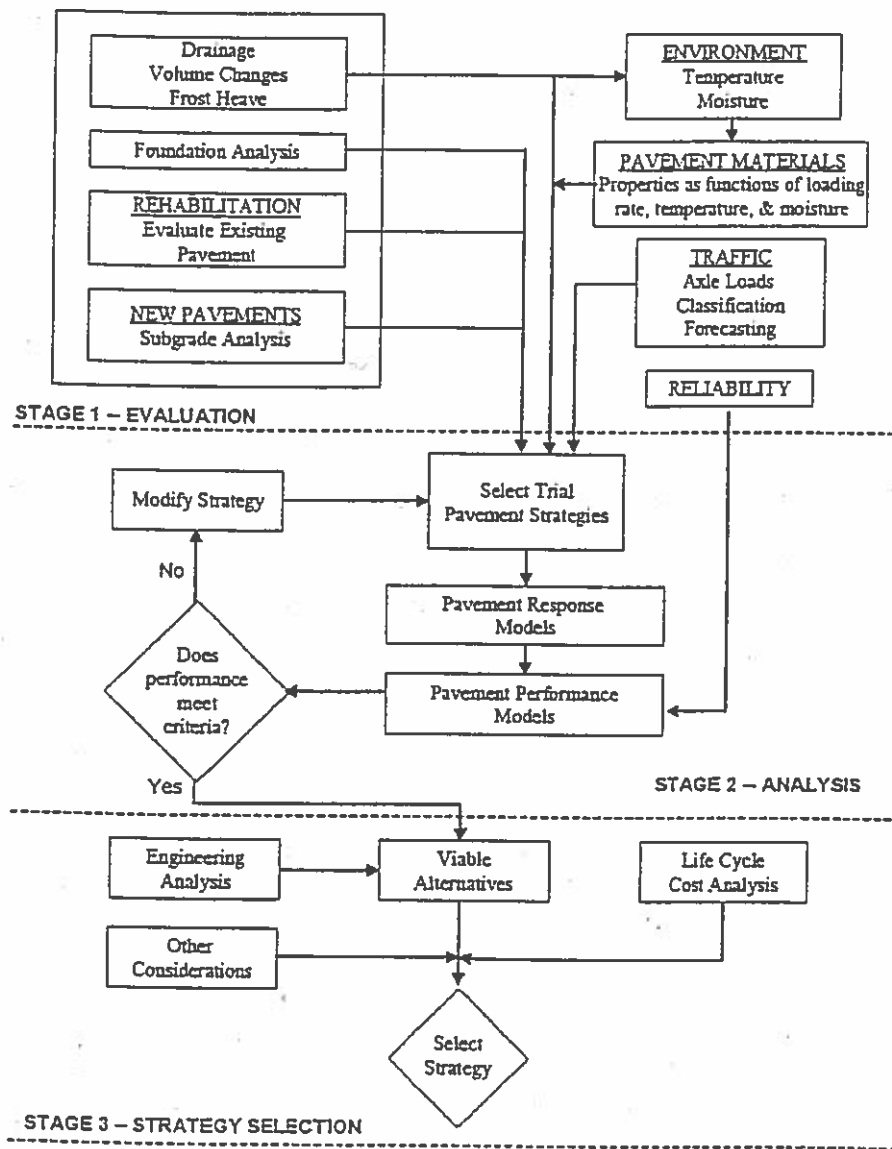 Drainage
Volume Changes
Frost Heave
Foundation Analysis
REHABILITATION
Evaluate Existing
Pavement
NEW PAVEMENTS
Subgrade Analysis
ENVIRONMENT
Temperature
Moisture
PAVEMENT MATERIALS
Properties as functions of loading
rate, temperature, & moisture
TRAFFIC
Axle Loads
Classification
Forecasting
RELIABILITY
STAGE 1 – EVALUATION
Modify Strategy
Select Trial
Pavement Strategies
No
Pavement Response
Models
Does
performance
meet
criteria?
Pavement Performance
Models
Yes
STAGE 2 – ANALYSIS
Engineering
Analysis
Viable
Alternatives
Life Cycle
Cost Analysis
Other
Considerations
Select
Strategy
STAGE 3 – STRATEGY SELECTION